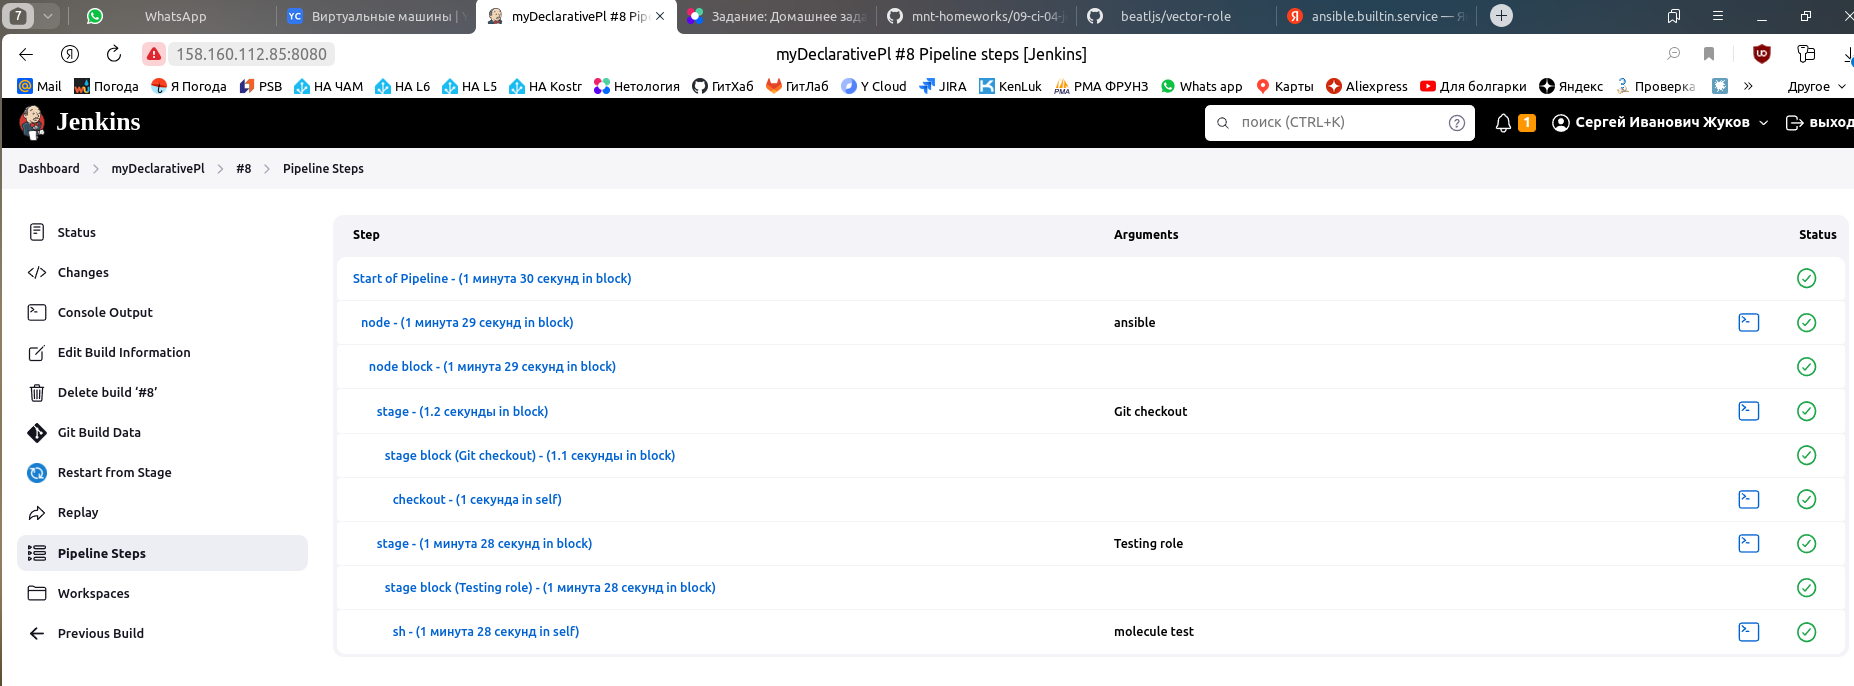 7 WhatsApp YC Виртуальные машины | myDeclarativePl #8 Pip Задание: Домашнее зада mnt-homeworks/09-ci-04-j beatljs/vector-role Я ansible.builtin.service —
158.160.112.85:8080 myDeclarativePl #8 Pipeline steps [Jenkins]
Mail Погода Я Погода PSB НА ЧАМ НА L6 НА L5 НА Kostr Нетология ГитХаб ГитЛаб Y Cloud JIRA KenLuk РМА ФРУНЗ Whats app Карты Aliexpress Для болгарки Яндекс Проверка » Другое
Jenkins поиск (CTRL+K) ? 1 Сергей Иванович Жуков выход
Dashboard myDeclarativePl #8 Pipeline Steps
Status
Changes
Console Output
Edit Build Information
Delete build ‘#8’
Git Build Data
Restart from Stage
Replay
Pipeline Steps
Workspaces
Previous Build
Step Arguments Status
Start of Pipeline - (1 минута 30 секунд in block)
node - (1 минута 29 секунд in block) ansible
node block - (1 минута 29 секунд in block)
stage - (1.2 секунды in block) Git checkout
stage block (Git checkout) - (1.1 секунды in block)
checkout - (1 секунда in self)
stage - (1 минута 28 секунд in block) Testing role
stage block (Testing role) - (1 минута 28 секунд in block)
sh - (1 минута 28 секунд in self) molecule test